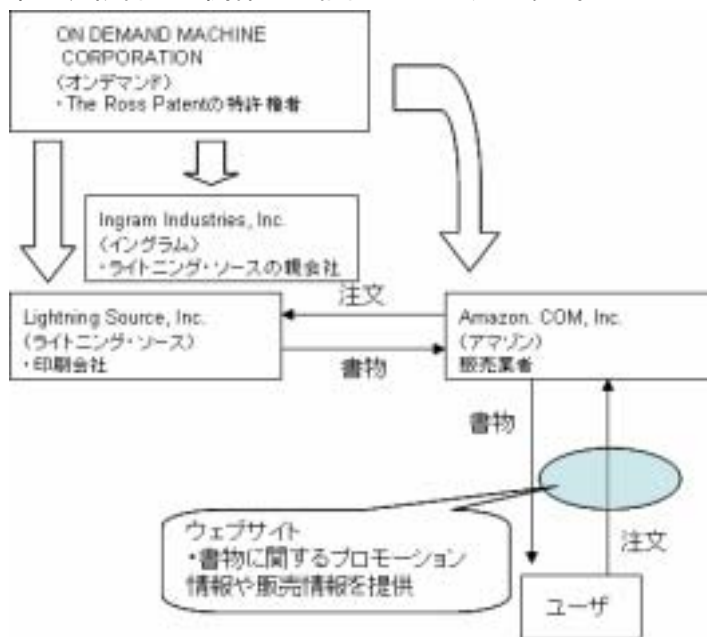 ON DEMAND MACHINE
CORPORATION
(オンデマンド)
・The Ross Patentの特許権者
Ingram Industries, Inc.
(イングラム)
・ライトニング・ソースの親会社
注文
Lightning Source, Inc.
(ライトニング・ソース)
・印刷会社
Amazon. COM, Inc.
(アマゾン)
販売業者
書物
書物
ウェブサイト
・書物に関するプロモーション
情報や販売情報を提供
注文
ユーザ